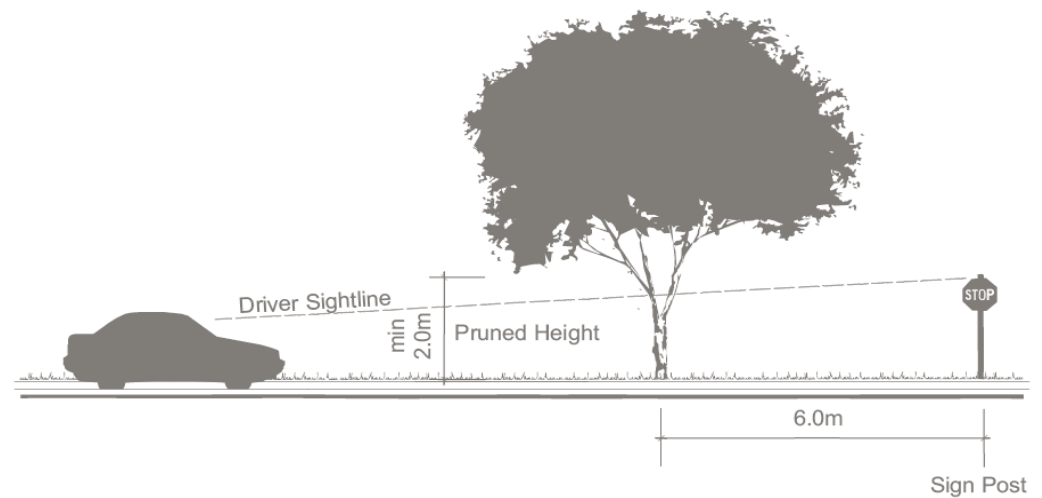 Driver Sightline
STOP
min
2.0m
Pruned Height
6.0m
Sign Post